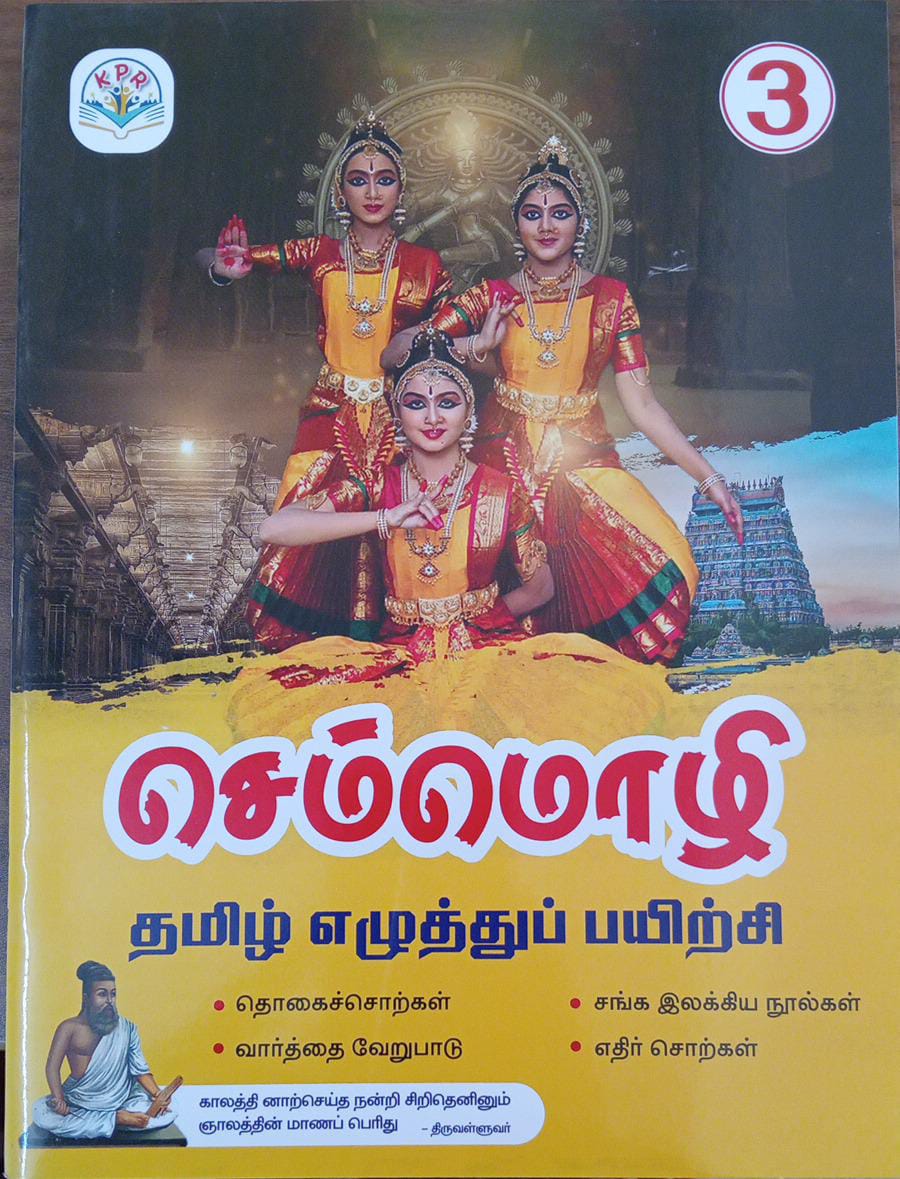 KPR
3
செம்மொழி
தமிழ் எழுத்துப் பயிற்சி
• தொகைச்சொற்கள்
• சங்க இலக்கிய நூல்கள்
• வார்த்தை வேறுபாடு
• எதிர் சொற்கள்
காலத்தி னாற்செய்த நன்றி சிறிதெனினும்
ஞாலத்தின் மாணப் பெரிது – திருவள்ளுவர்